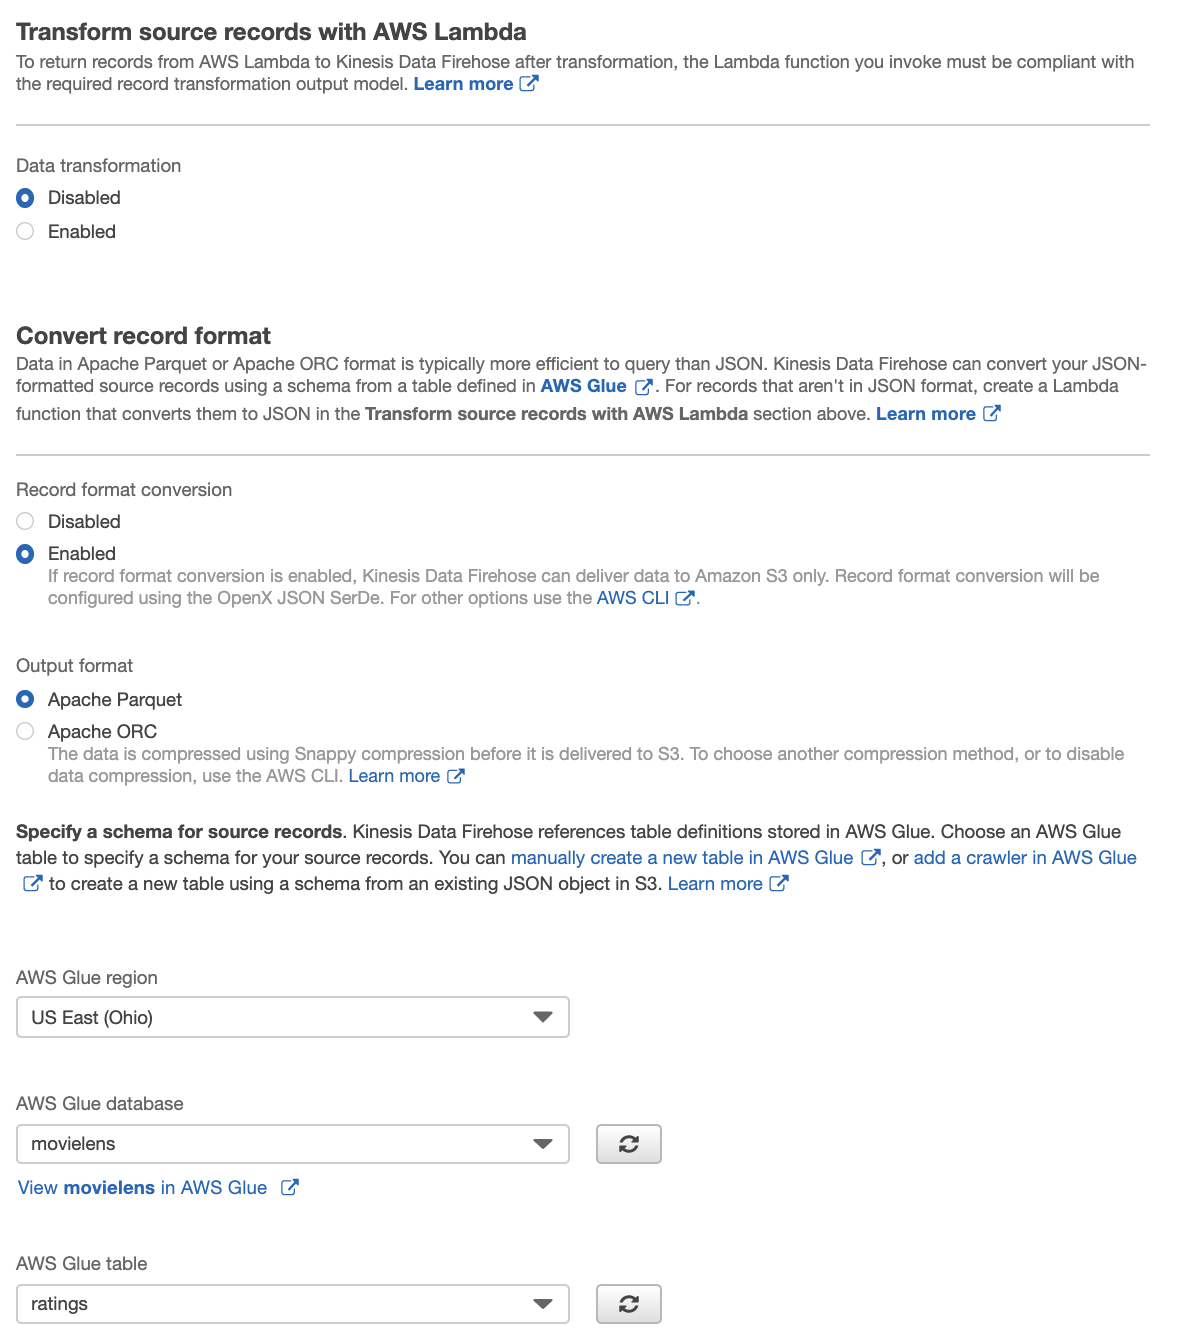 Transform source records with AWS Lambda
To return records from AWS Lambda to Kinesis Data Firehose after transformation, the Lambda function you invoke must be compliant with
the required record transformation output model. Learn more
Data transformation
Disabled
Enabled
Convert record format
Data in Apache Parquet or Apache ORC format is typically more efficient to query than JSON. Kinesis Data Firehose can convert your JSON-
formatted source records using a schema from a table defined in AWS Glue . For records that aren't in JSON format, create a Lambda
function that converts them to JSON in the Transform source records with AWS Lambda section above. Learn more
Record format conversion
Disabled
Enabled
If record format conversion is enabled, Kinesis Data Firehose can deliver data to Amazon S3 only. Record format conversion will be
configured using the OpenX JSON SerDe. For other options use the AWS CLI .
Output format
Apache Parquet
Apache ORC
The data is compressed using Snappy compression before it is delivered to S3. To choose another compression method, or to disable
data compression, use the AWS CLI. Learn more
Specify a schema for source records. Kinesis Data Firehose references table definitions stored in AWS Glue. Choose an AWS Glue
table to specify a schema for your source records. You can manually create a new table in AWS Glue , or add a crawler in AWS Glue
to create a new table using a schema from an existing JSON object in S3. Learn more
AWS Glue region
US East (Ohio)
AWS Glue database
movielens
View movielens in AWS Glue
AWS Glue table
ratings